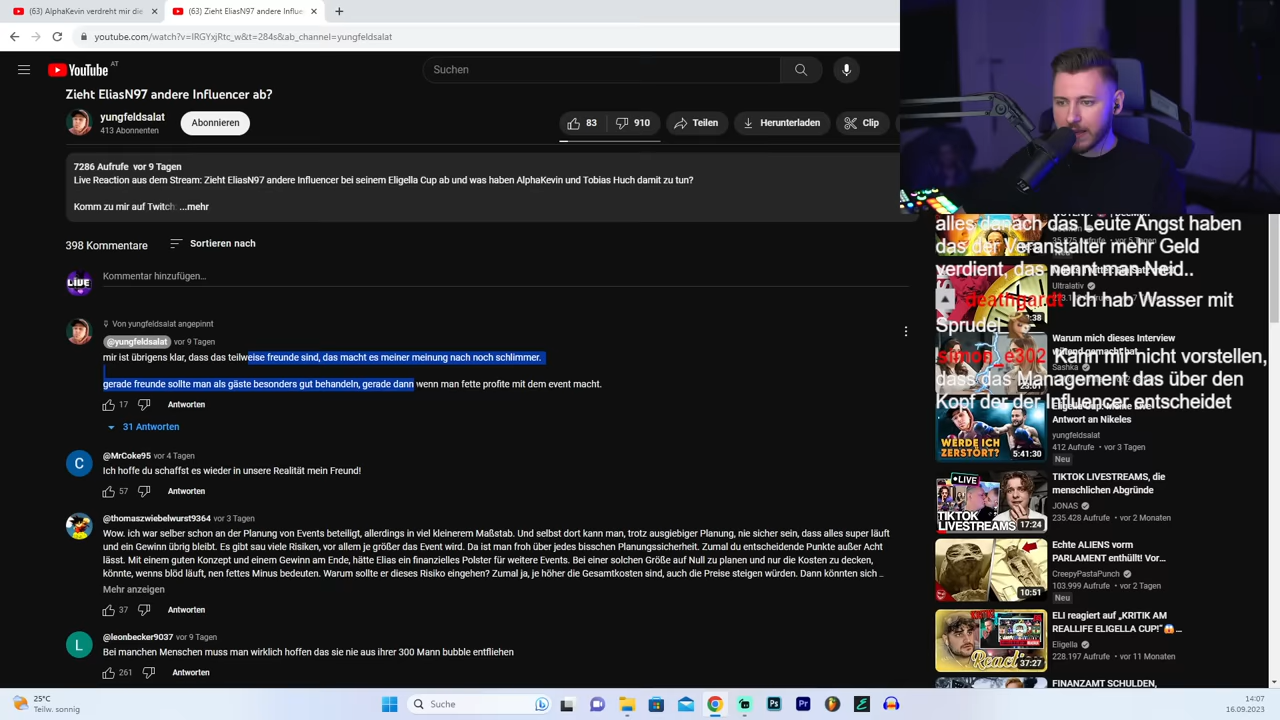 (63) AlphaKevin verdreht mir die
(63) Zieht EliasN97 andere Influe
youtube.com/watch?v=lRGYxjRtc_w&t=284s&ab_channel=yungfeldsalat
YouTube AT
Suchen
Zieht EliasN97 andere Influencer ab?
yungfeldsalat
413 Abonnenten
Abonnieren
83
910
Teilen
Herunterladen
Clip
7286 Aufrufe vor 9 Tagen
Live Reaction aus dem Stream: Zieht EliasN97 andere Influencer bei seinem Eligella Cup ab und was haben AlphaKevin und Tobias Huch damit zu tun?
Komm zu mir auf Twitch, ...mehr
398 Kommentare
Sortieren nach
LIVE
Kommentar hinzufügen...
Von yungfeldsalat angepinnt
@yungfeldsalat vor 9 Tagen
mir ist übrigens klar, dass das teilweise freunde sind, das macht es meiner meinung nach noch schlimmer.
gerade freunde sollte man als gäste besonders gut behandeln, gerade dann wenn man fette profite mit dem event macht.
17
Antworten
31 Antworten
C
@MrCoke95 vor 4 Tagen
Ich hoffe du schaffst es wieder in unsere Realität mein Freund!
57
Antworten
@thomaszwiebelwurst9364 vor 3 Tagen
Wow. ich war selber schon an der Planung von Events beteiligt, allerdings in viel kleinerem Maßstab. Und selbst dort kann man, trotz ausgiebiger Planung, nie sicher sein, dass alles super läuft
und ein Gewinn übrig bleibt. Es gibt sau viele Risiken, vor allem je größer das Event wird. Da ist man froh über jedes bisschen Planungssicherheit. Zumal du entscheidende Punkte außer Acht
lässt. Mit einem guten Konzept und einem Gewinn am Ende, hätte Elias ein finanzielles Polster für weitere Events. Bei einer solchen Größe auf Null zu planen und nur die Kosten zu decken,
könnte, wenns blöd läuft, nen fettes Minus bedeuten. Warum sollte er dieses Risiko eingehen? Zumal ja, je höher die Gesamtkosten sind, auch die Preise steigen würden. Dann könnten sich ...
Mehr anzeigen
37
Antworten
L
@leonbecker9037 vor 9 Tagen
Bei manchen Menschen muss man wirklich hoffen das sie nie aus ihrer 300 Mann bubble entfliehen
261
Antworten
alles danach das Leute Angst haben
das der Veranstalter mehr Geld
verdient, das nennt man Neid..
Ultralativ
deathgardt Ich hab Wasser mit
Sprudel
Warum mich dieses Interview
Sashka
23:01
simon_e302 Kann mir nicht vorstellen,
dass das Management das über den
Kopf der der Influencer entscheidet
Antwort an Nikeles
yungfeldsalat
412 Aufrufe vor 3 Tagen
Neu
WERDE ICH
ZERSTÖRT?
5:41:30
TIKTOK LIVESTREAMS, die
menschlichen Abgründe
JONAS
235.428 Aufrufe vor 2 Monaten
LIVE
TIKTOK
LIVESTREAMS
17:24
Echte ALIENS vorm
PARLAMENT enthüllt! Vor...
CreepyPastaPunch
103.999 Aufrufe vor 2 Tagen
Neu
10:51
ELI reagiert auf „KRITIK AM
REALLIFE ELIGELLA CUP!“ ...
Eligella
228.197 Aufrufe vor 11 Monaten
37:27
FINANZAMT SCHULDEN,
25°C
Teilw. sonnig
Suche
14:07
16.09.2023